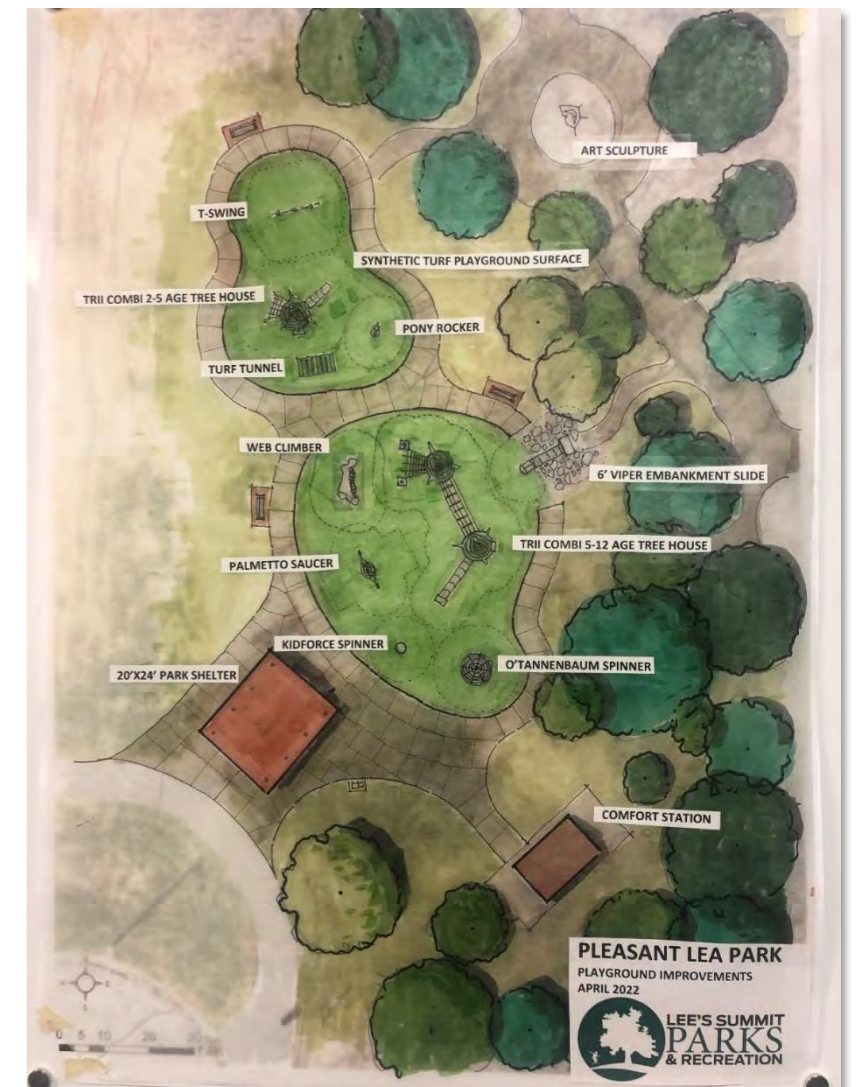 ART SCULPTURE
T-SWING
SYNTHETIC TURF PLAYGROUND SURFACE
TRII COMBI 2-5 AGE TREE HOUSE
PONY ROCKER
TURF TUNNEL
WEB CLIMBER
6' VIPER EMBANKMENT SLIDE
TRII COMBI 5-12 AGE TREE HOUSE
PALMETTO SAUCER
KIDFORCE SPINNER
O'TANNENBAUM SPINNER
20'X24' PARK SHELTER
COMFORT STATION
PLEASANT LEA PARK
PLAYGROUND IMPROVEMENTS
APRIL 2022
LEE'S SUMMIT
PARKS
& RECREATION
0 5 10 20